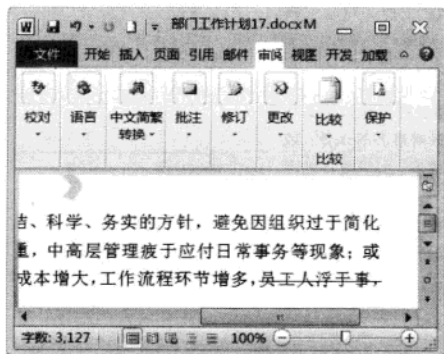 W 部门工作计划17.docxM
文件 开始 插入 页面 引用 邮件 审阅 视图 开发 加载
校对 语言 中文简繁转换 批注 修订 更改 比较 保护
比较
洁、科学、务实的方针，避免因组织过于简化
重，中高层管理疲于应付日常事务等现象；或
成本增大，工作流程环节增多，员工人浮于事，
字数: 3,127 100%